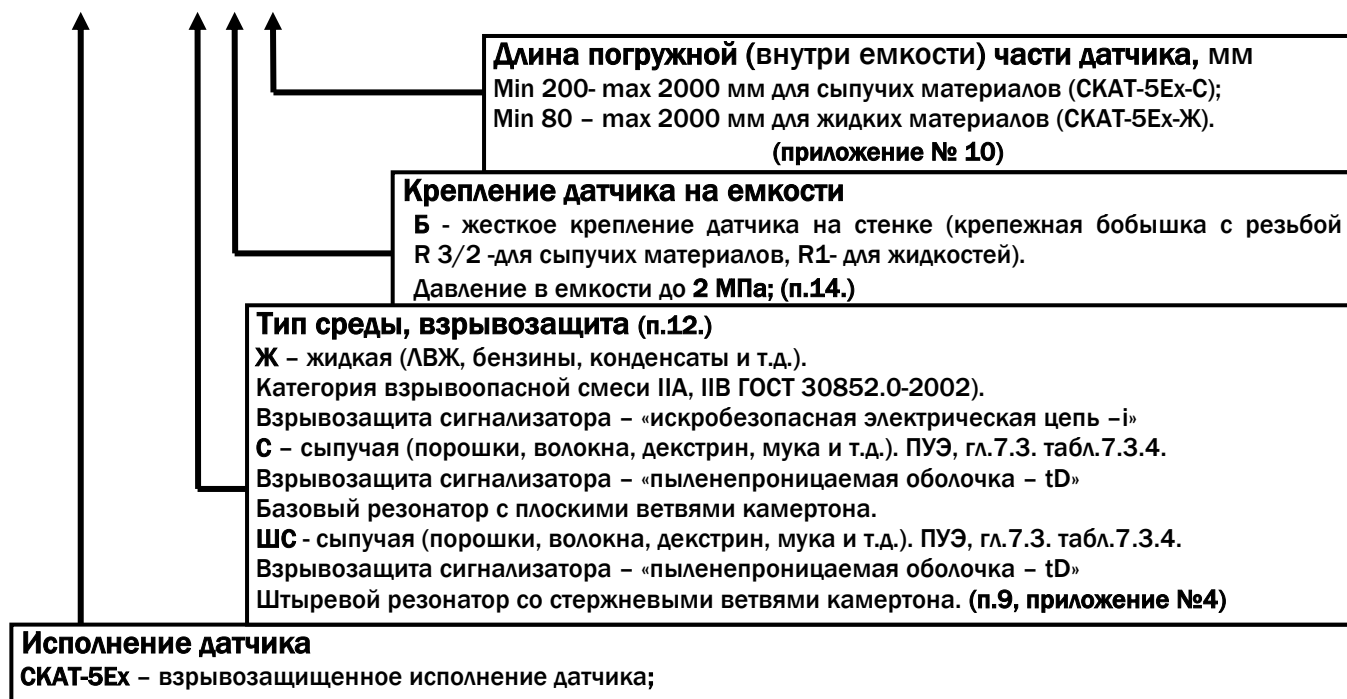 Длина погружной (внутри емкости) части датчика, мм
Min 200- max 2000 мм для сыпучих материалов (СКАТ-5Ех-С);
Min 80 – max 2000 мм для жидких материалов (СКАТ-5Ех-Ж).
(приложение № 10)
Крепление датчика на емкости
Б - жесткое крепление датчика на стенке (крепежная бобышка с резьбой
R 3/2 -для сыпучих материалов, R1- для жидкостей).
Давление в емкости до 2 МПа; (п.14.)
Тип среды, взрывозащита (п.12.)
Ж – жидкая (ЛВЖ, бензины, конденсаты и т.д.).
Категория взрывоопасной смеси IIA, IIB ГОСТ 30852.0-2002).
Взрывозащита сигнализатора – «искробезопасная электрическая цепь –i»
С – сыпучая (порошки, волокна, декстрин, мука и т.д.). ПУЭ, гл.7.3. табл.7.3.4.
Взрывозащита сигнализатора – «пыленепроницаемая оболочка – tD»
Базовый резонатор с плоскими ветвями камертона.
ШС - сыпучая (порошки, волокна, декстрин, мука и т.д.). ПУЭ, гл.7.3. табл.7.3.4.
Взрывозащита сигнализатора – «пыленепроницаемая оболочка – tD»
Штыревой резонатор со стержневыми ветвями камертона. (п.9, приложение №4)
Исполнение датчика
СКАТ-5Ех – взрывозащищенное исполнение датчика;